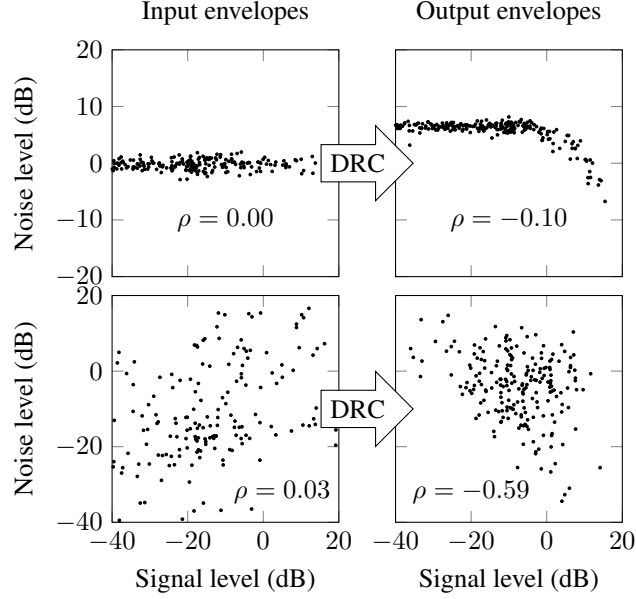 Input envelopes
Output envelopes
Noise level (dB)
20
10
0
−10
−20
ρ = 0.00
DRC
ρ = −0.10
Noise level (dB)
20
0
−20
−40
ρ = 0.03
DRC
ρ = −0.59
−40 −20 0 20
−40 −20 0 20
Signal level (dB)
Signal level (dB)